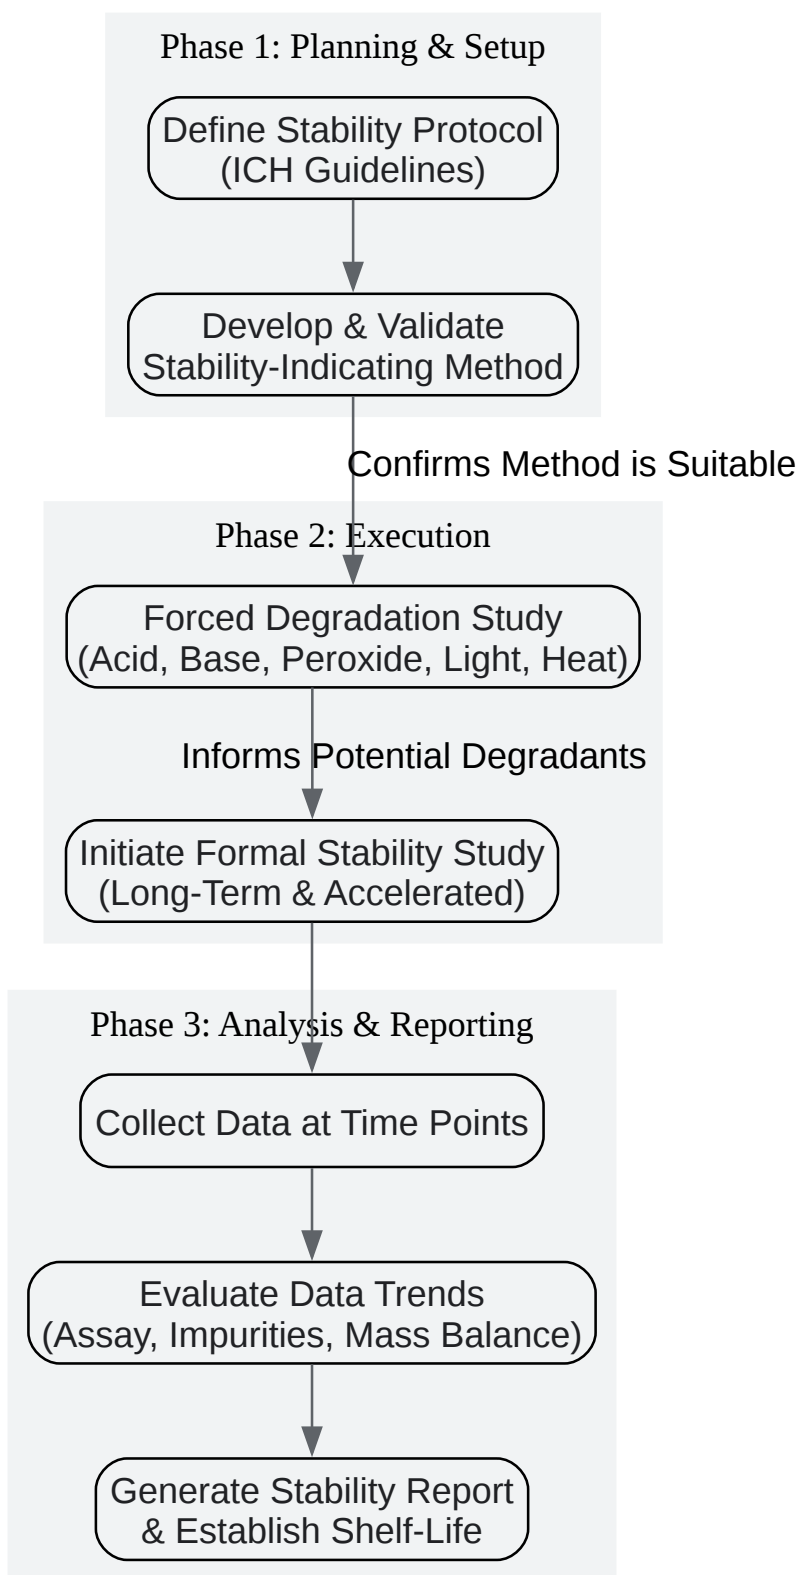 Phase 1: Planning & Setup
Define Stability Protocol
(ICH Guidelines)
Develop & Validate
Stability-Indicating Method
Confirms Method is Suitable
Phase 2: Execution
Forced Degradation Study
(Acid, Base, Peroxide, Light, Heat)
Informs Potential Degradants
Initiate Formal Stability Study
(Long-Term & Accelerated)
Phase 3: Analysis & Reporting
Collect Data at Time Points
Evaluate Data Trends
(Assay, Impurities, Mass Balance)
Generate Stability Report
& Establish Shelf-Life